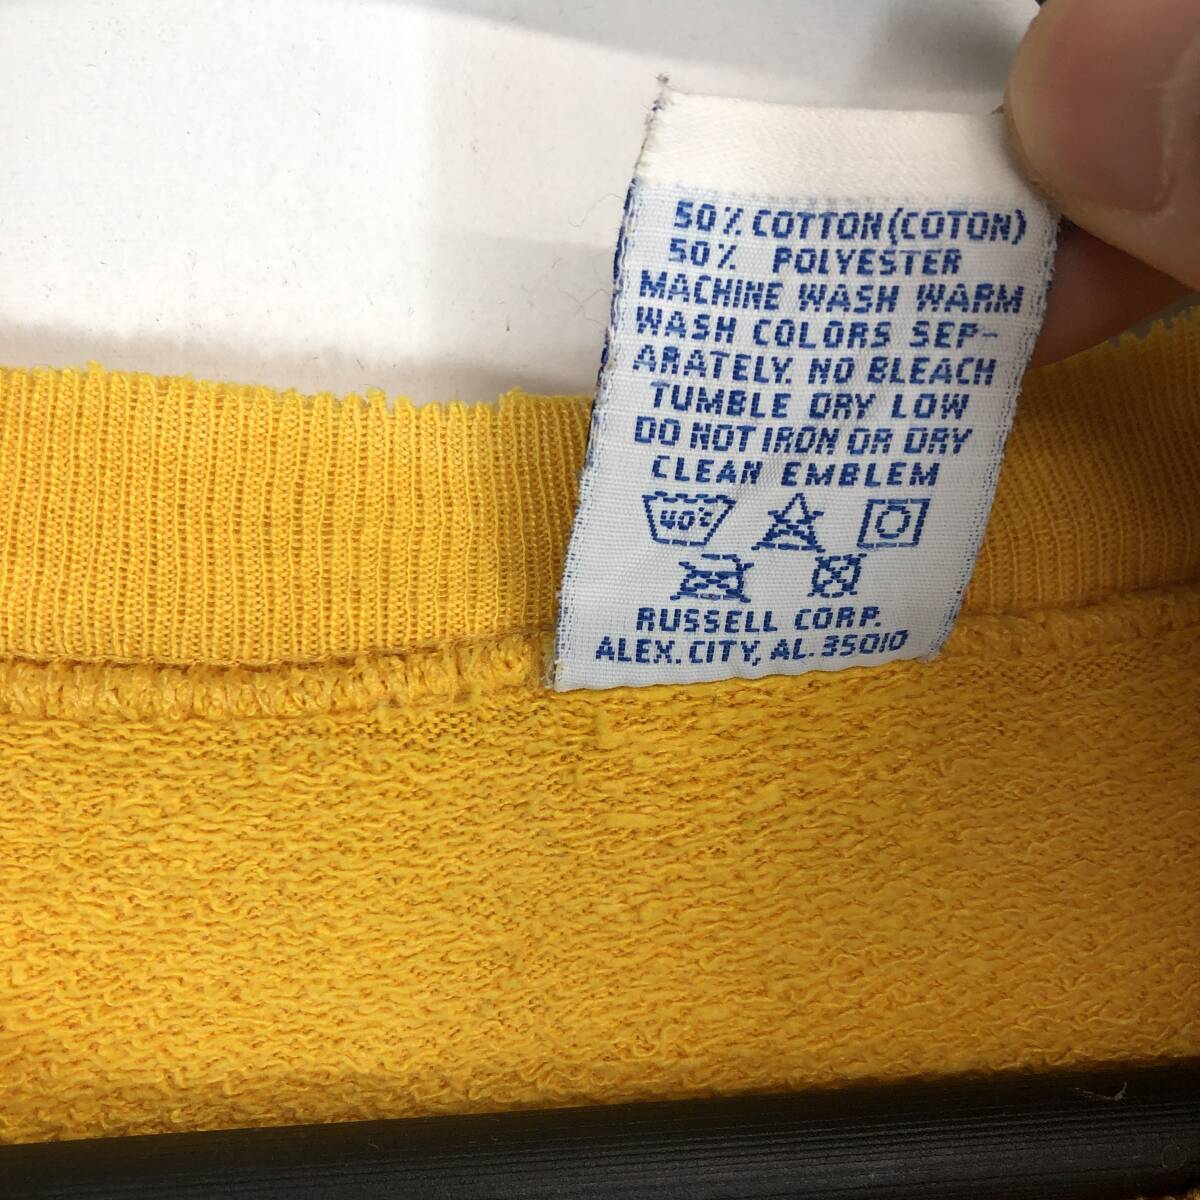 50% COTTON (COTON)
50% POLYESTER
MACHINE WASH WARM
WASH COLORS SEP-
ARATELY. NO BLEACH
TUMBLE DRY LOW
DO NOT IRON OR DRY
CLEAN EMBLEM
40°C
RUSSELL CORP.
ALEX. CITY, AL. 35010